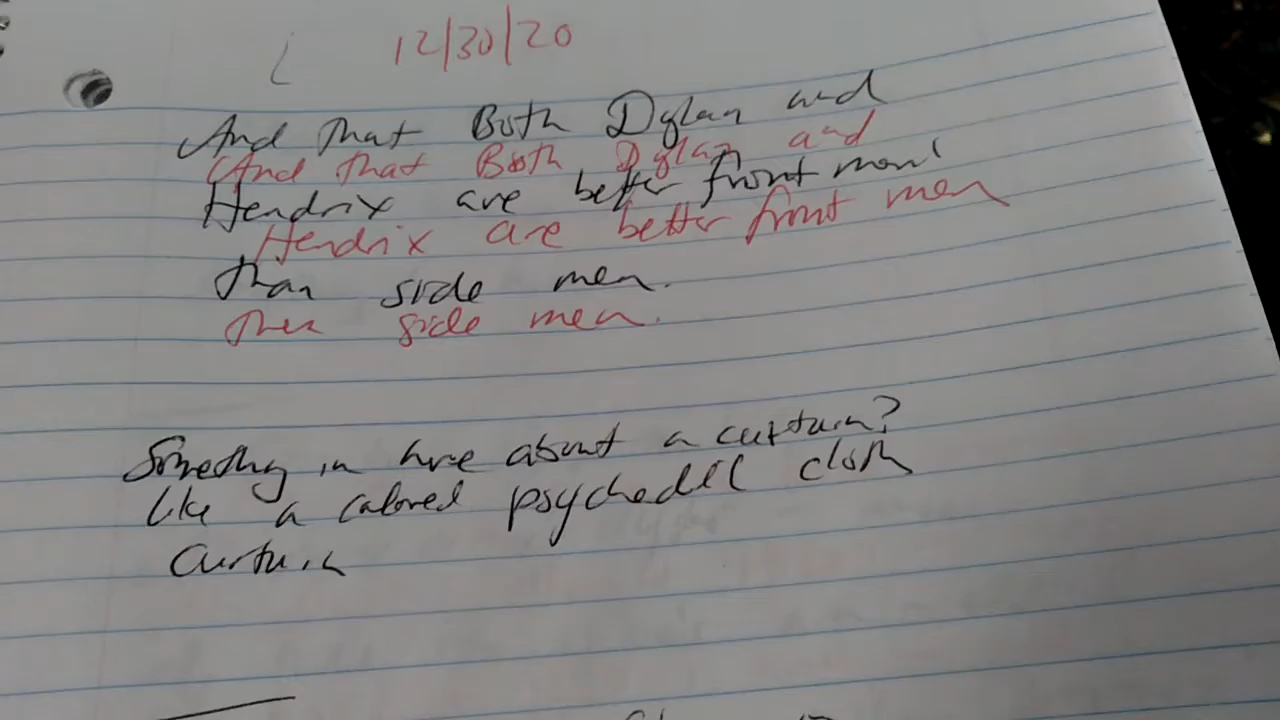 12/30/20
And that Both Dylan and
And that Both Dylan and
Hendrix are better front men
Hendrix are better front men
than side men.
then side men.
Something in here about a curtain?
like a colored psychedelic cloth
curtain